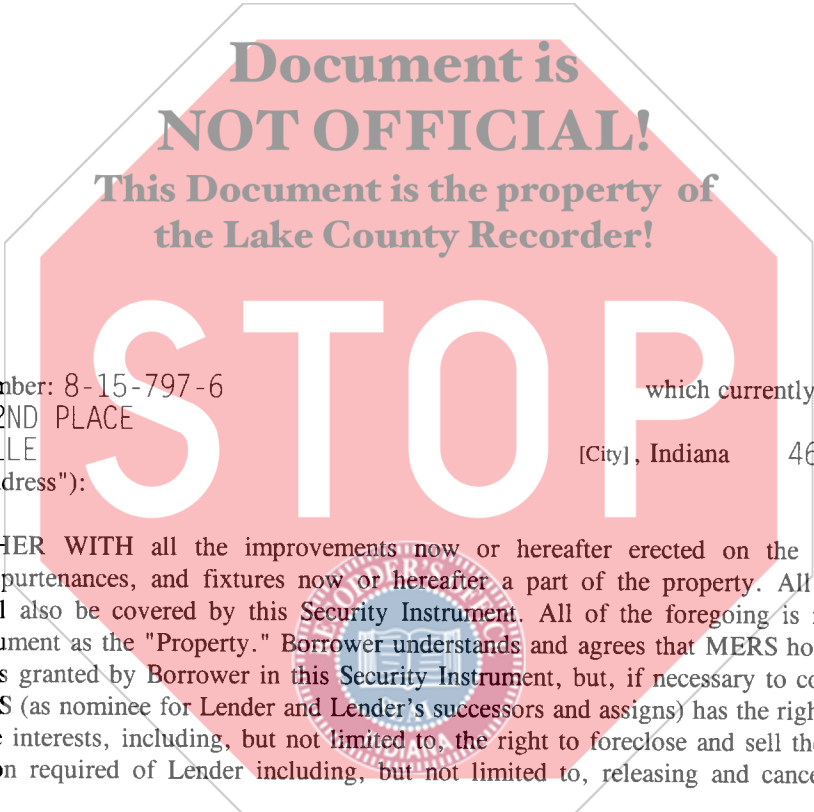 Document is
NOT OFFICIAL!
This Document is the property of
the Lake County Recorder!
STOP
mber: 8-15-797-6 which currently
2ND PLACE
LLE [City], Indiana 46
dress"):
HER WITH all the improvements now or hereafter erected on the
purtenances, and fixtures now or hereafter a part of the property. All
l also be covered by this Security Instrument. All of the foregoing is
ument as the "Property." Borrower understands and agrees that MERS ho
s granted by Borrower in this Security Instrument, but, if necessary to co
S (as nominee for Lender and Lender's successors and assigns) has the righ
e interests, including, but not limited to, the right to foreclose and sell the
on required of Lender including, but not limited to, releasing and cance
INDIANA